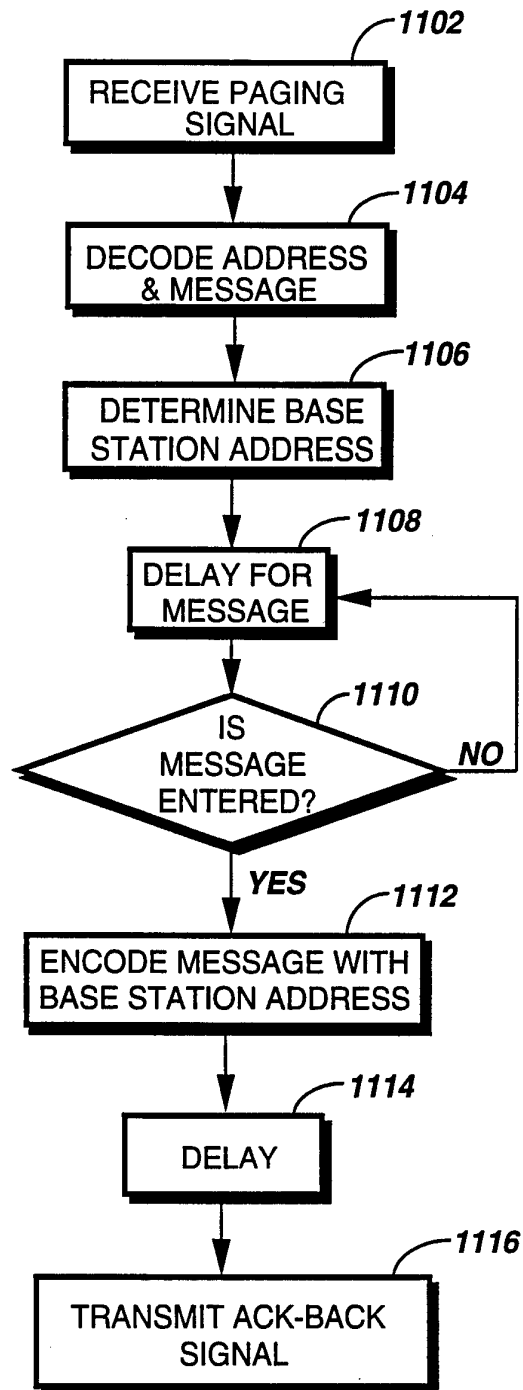 1102
RECEIVE PAGING
SIGNAL
1104
DECODE ADDRESS
& MESSAGE
1106
DETERMINE BASE
STATION ADDRESS
1108
DELAY FOR
MESSAGE
1110
IS
MESSAGE
ENTERED?
NO
YES
1112
ENCODE MESSAGE WITH
BASE STATION ADDRESS
1114
DELAY
1116
TRANSMIT ACK-BACK
SIGNAL